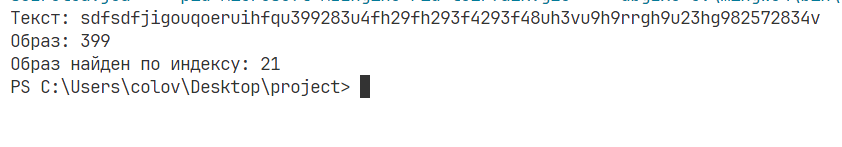 Текст: sdfsdfjigouqoeruihfqu399283u4fh29fh293f4293f48uh3vu9h9rrgh9u23hg982572834v
Образ: 399
Образ найден по индексу: 21
PS C:\Users\colov\Desktop\project>